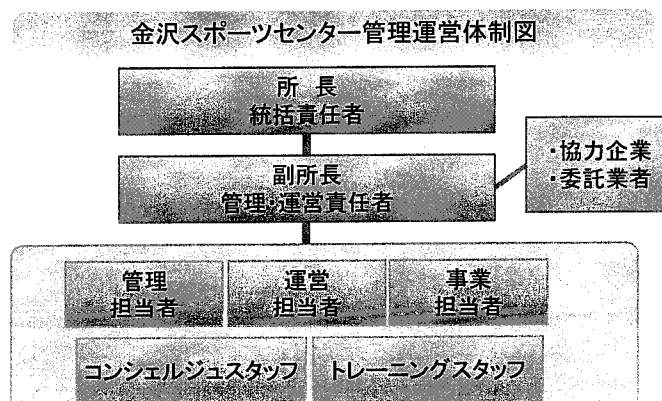 金沢スポーツセンター管理運営体制図
所 長
統括責任者
副所長
管理・運営責任者
・協力企業
・委託業者
管理
担当者
運営
担当者
事業
担当者
コンシェルジュスタッフ
トレーニングスタッフ